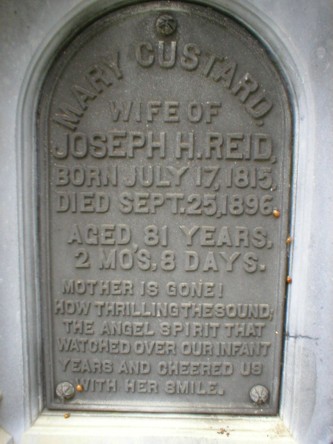 MARY CUSTARD.
WIFE OF
JOSEPH H. REID,
BORN JULY 17, 1815,
DIED SEPT. 25, 1896.
AGED, 81 YEARS,
2 MO'S, 8 DAYS.
MOTHER IS GONE!
HOW THRILLING THE SOUND;
THE ANGEL SPIRIT THAT
WATCHED OVER OUR INFANT
YEARS AND CHEERED US
WITH HER SMILE.